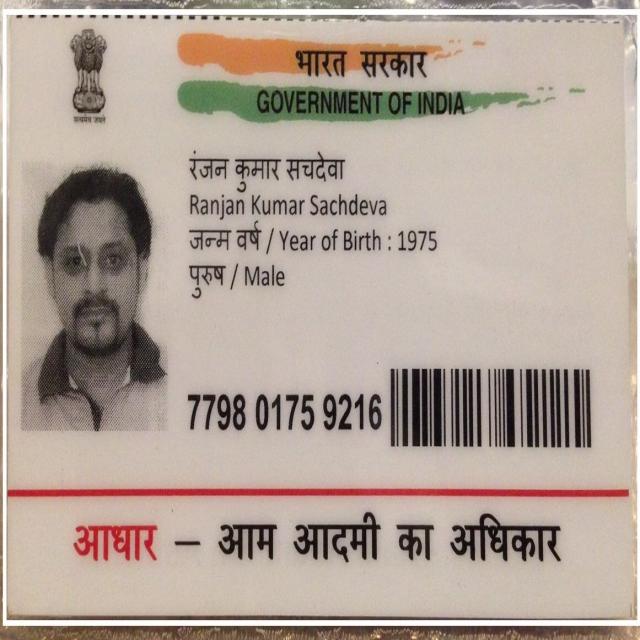 सत्यमेव जयते
भारत सरकार
GOVERNMENT OF INDIA
रंजन कुमार सचदेवा
Ranjan Kumar Sachdeva
जन्म वर्ष / Year of Birth : 1975
पुरुष / Male
7798 0175 9216
आधार – आम आदमी का अधिकार